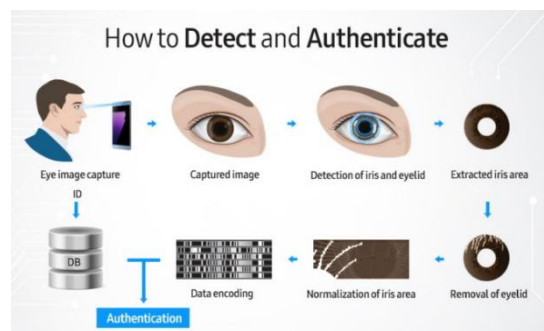 How to Detect and Authenticate
Eye image capture
Captured image
Detection of iris and eyelid
Extracted iris area
ID
DB
Data encoding
Normalization of iris area
Removal of eyelid
Authentication